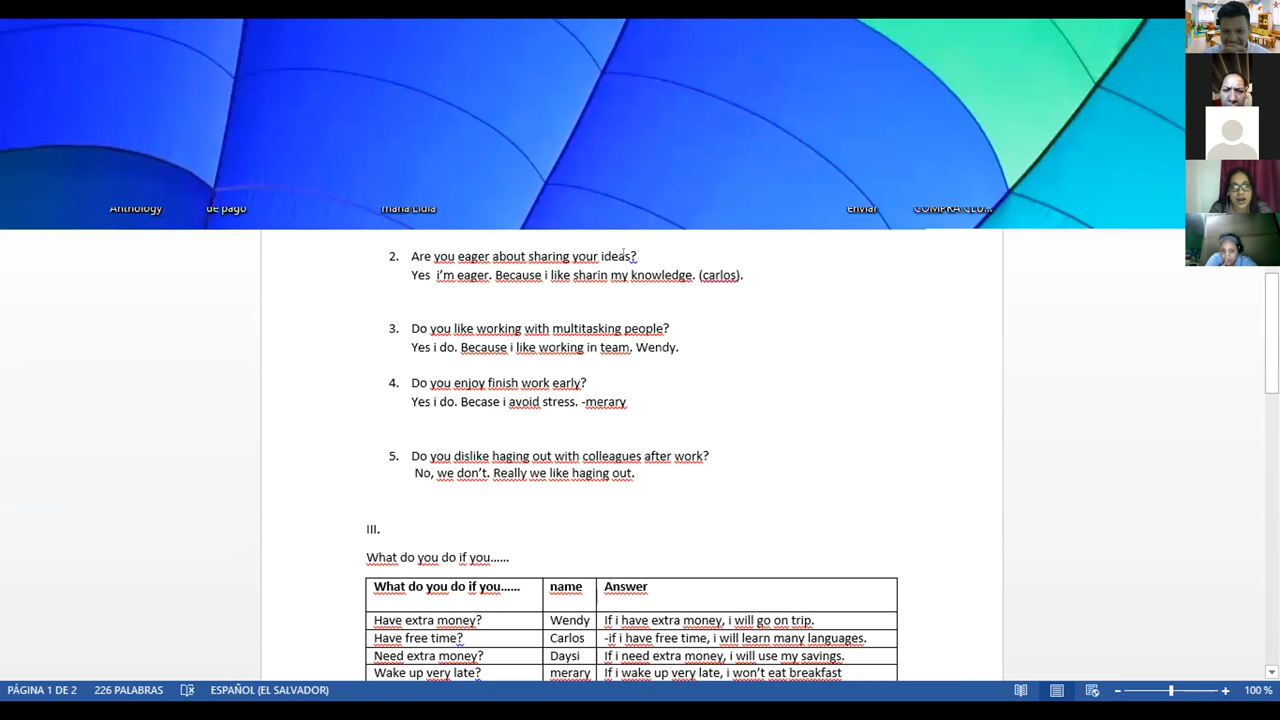 Anthology de pago maria Lidia enviar COMPRA CLU...
2. Are you eager about sharing your ideas?
Yes i'm eager. Because i like sharin my knowledge. (carlos).
3. Do you like working with multitasking people?
Yes i do. Because i like working in team. Wendy.
4. Do you enjoy finish work early?
Yes i do. Becase i avoid stress. -merary
5. Do you dislike haging out with colleagues after work?
No, we don't. Really we like haging out.
III.
What do you do if you……
What do you do if you…… name Answer
Have extra money? Wendy If i have extra money, i will go on trip.
Have free time? Carlos -if i have free time, i will learn many languages.
Need extra money? Daysi If i need extra money, i will use my savings.
Wake up very late? merary If i wake up very late, i won't eat breakfast
PÁGINA 1 DE 2 226 PALABRAS ESPAÑOL (EL SALVADOR) 100 %